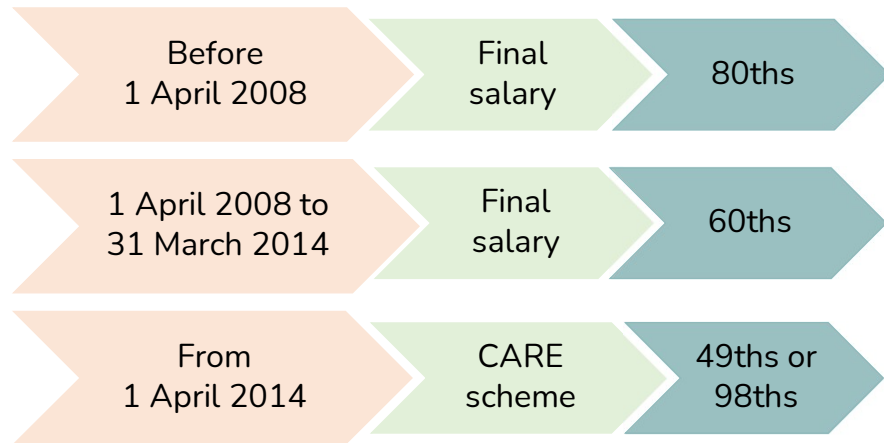 Before
1 April 2008
Final
salary
80ths
1 April 2008 to
31 March 2014
Final
salary
60ths
From
1 April 2014
CARE
scheme
49ths or
98ths